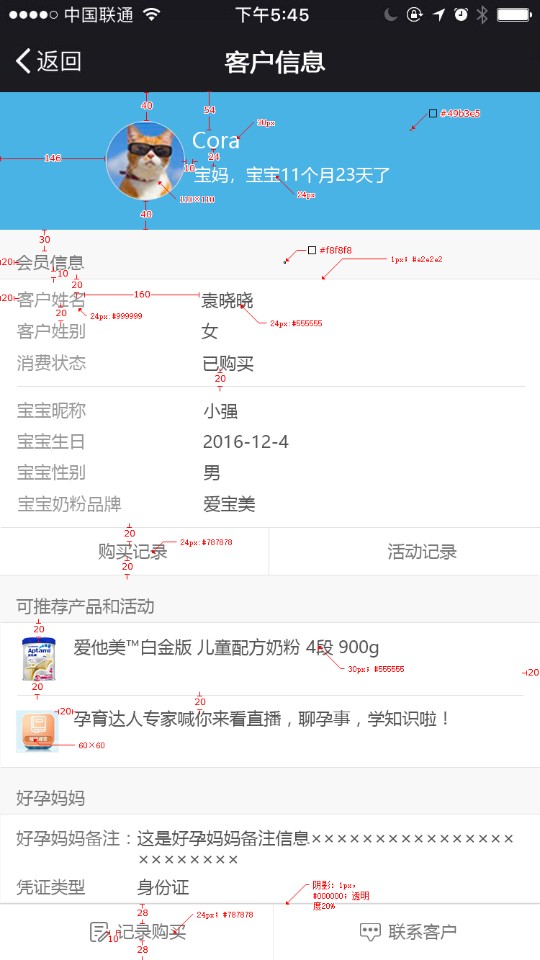 中国联通 下午5:45
返回 客户信息
40 54 #49b3e5
30px
Cora
146 10 24
宝妈，宝宝11个月23天了
110×110 24px
40
30
#f8f8f8
20 会员信息 1px；#e2e2e2
10
20
20 客户姓名 160 袁晓晓
20 24px:#999999 24px:#555555
客户姓别 女
消费状态 已购买
20
宝宝昵称 小强
宝宝生日 2016-12-4
宝宝性别 男
宝宝奶粉品牌 爱宝美
20
24px:#787878
购买记录 活动记录
20
可推荐产品和活动
20
爱他美™白金版 儿童配方奶粉 4段 900g
30px；#555555 20
20
20
20 孕育达人专家喊你来看直播，聊孕事，学知识啦！
60×60
好孕妈妈
好孕妈妈备注：这是好孕妈妈备注信息×××××××××××××××
××××××××
凭证类型 身份证
阴影：1px，
#000000；透明
度20%
28 24px；#787878
记录购买 联系客户
10
28